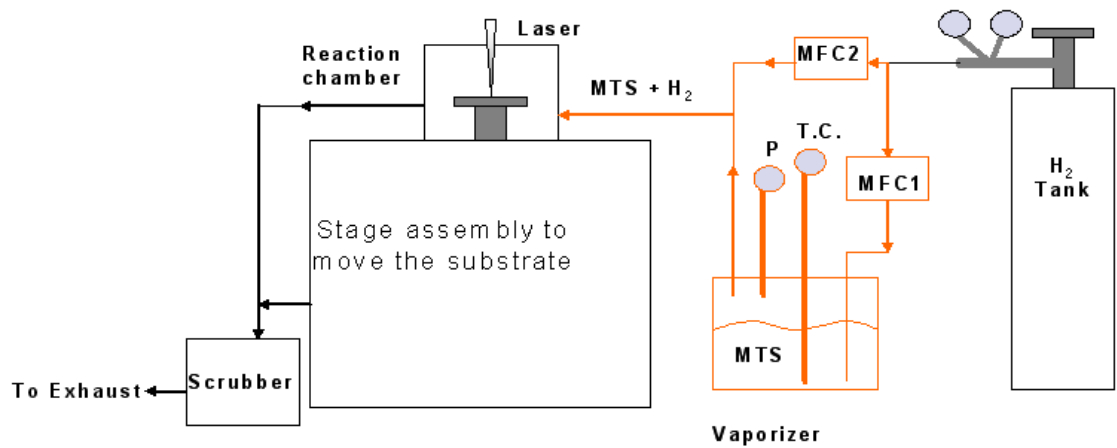 Laser
Reaction
chamber
MTS + H₂
MFC2
T.C.
P
MFC1
H₂
Tank
Stage assembly to
move the substrate
MTS
Scrubber
To Exhaust
Vaporizer